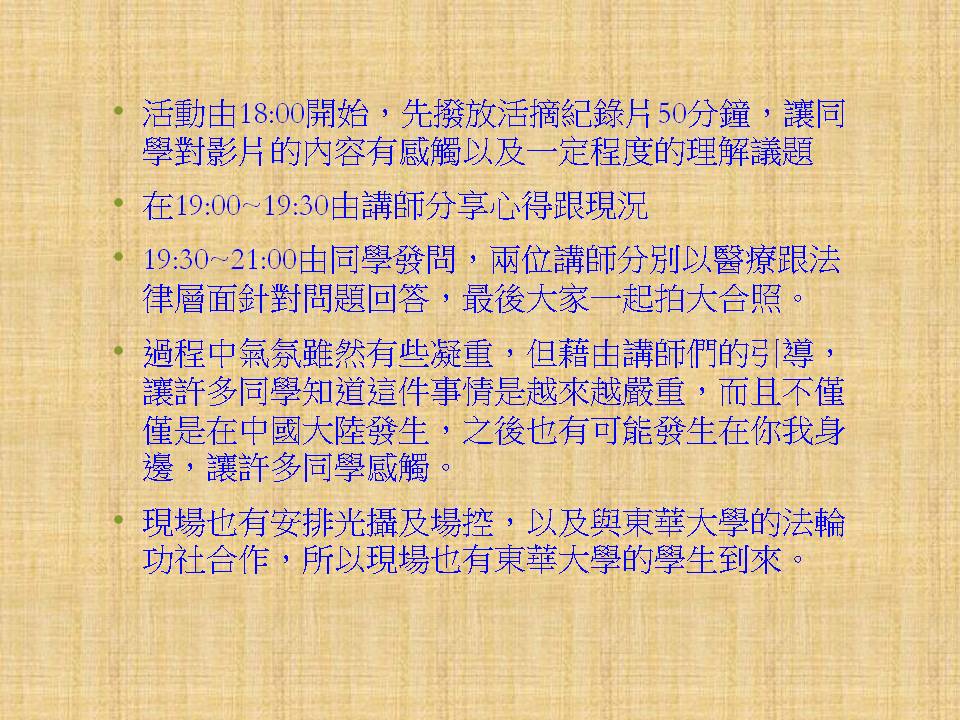 • 活動由18:00開始，先撥放活摘紀錄片50分鐘，讓同
學對影片的內容有感觸以及一定程度的理解議題
• 在19:00~19:30由講師分享心得跟現況
• 19:30~21:00由同學發問，兩位講師分別以醫療跟法
律層面針對問題回答，最後大家一起拍大合照。
• 過程中氣氛雖然有些凝重，但藉由講師們的引導，
讓許多同學知道這件事情是越來越嚴重，而且不僅
僅是在中國大陸發生，之後也有可能發生在你我身
邊，讓許多同學感觸。
• 現場也有安排光攝及場控，以及與東華大學的法輪
功社合作，所以現場也有東華大學的學生到來。